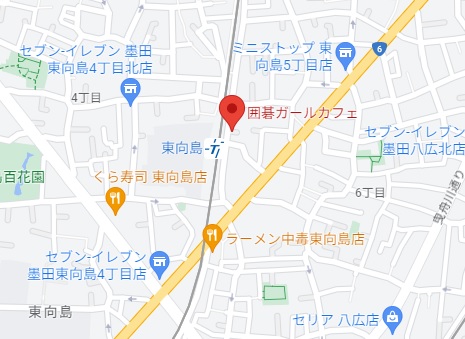 セブン-イレブン 墨田
東向島4丁目北店
ミニストップ 東
向島5丁目店
6
4丁目
囲碁ガールカフェ
東向島
セブン-イレブン
墨田八広北店
百花園
くら寿司 東向島店
6丁目
曳舟川通り
ラーメン中毒東向島店
セブン-イレブン
墨田東向島4丁目店
東向島
セリア 八広店